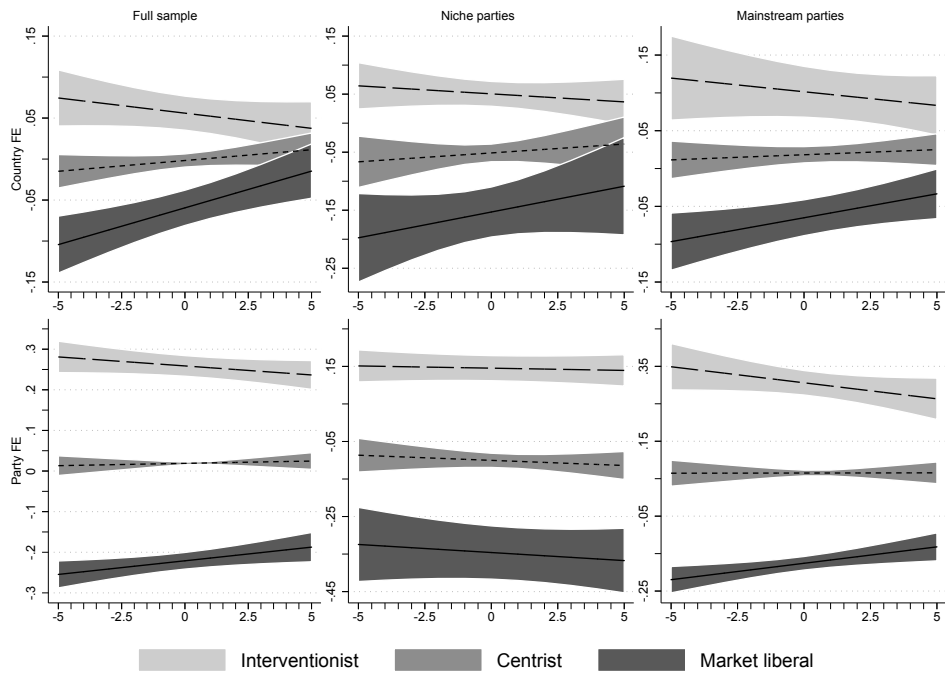 Full sample
Niche parties
Mainstream parties
Country FE
.15
.05
-.05
-.15
-5 -2.5 0 2.5 5
.15
.05
-.05
-.15
-.25
-5 -2.5 0 2.5 5
.15
.05
-.05
-.15
-5 -2.5 0 2.5 5
Party FE
.3
.2
.1
0
-.1
-.2
-.3
-5 -2.5 0 2.5 5
.15
-.05
-.25
-.45
-5 -2.5 0 2.5 5
.35
.15
-.05
-.25
-5 -2.5 0 2.5 5
Interventionist Centrist Market liberal